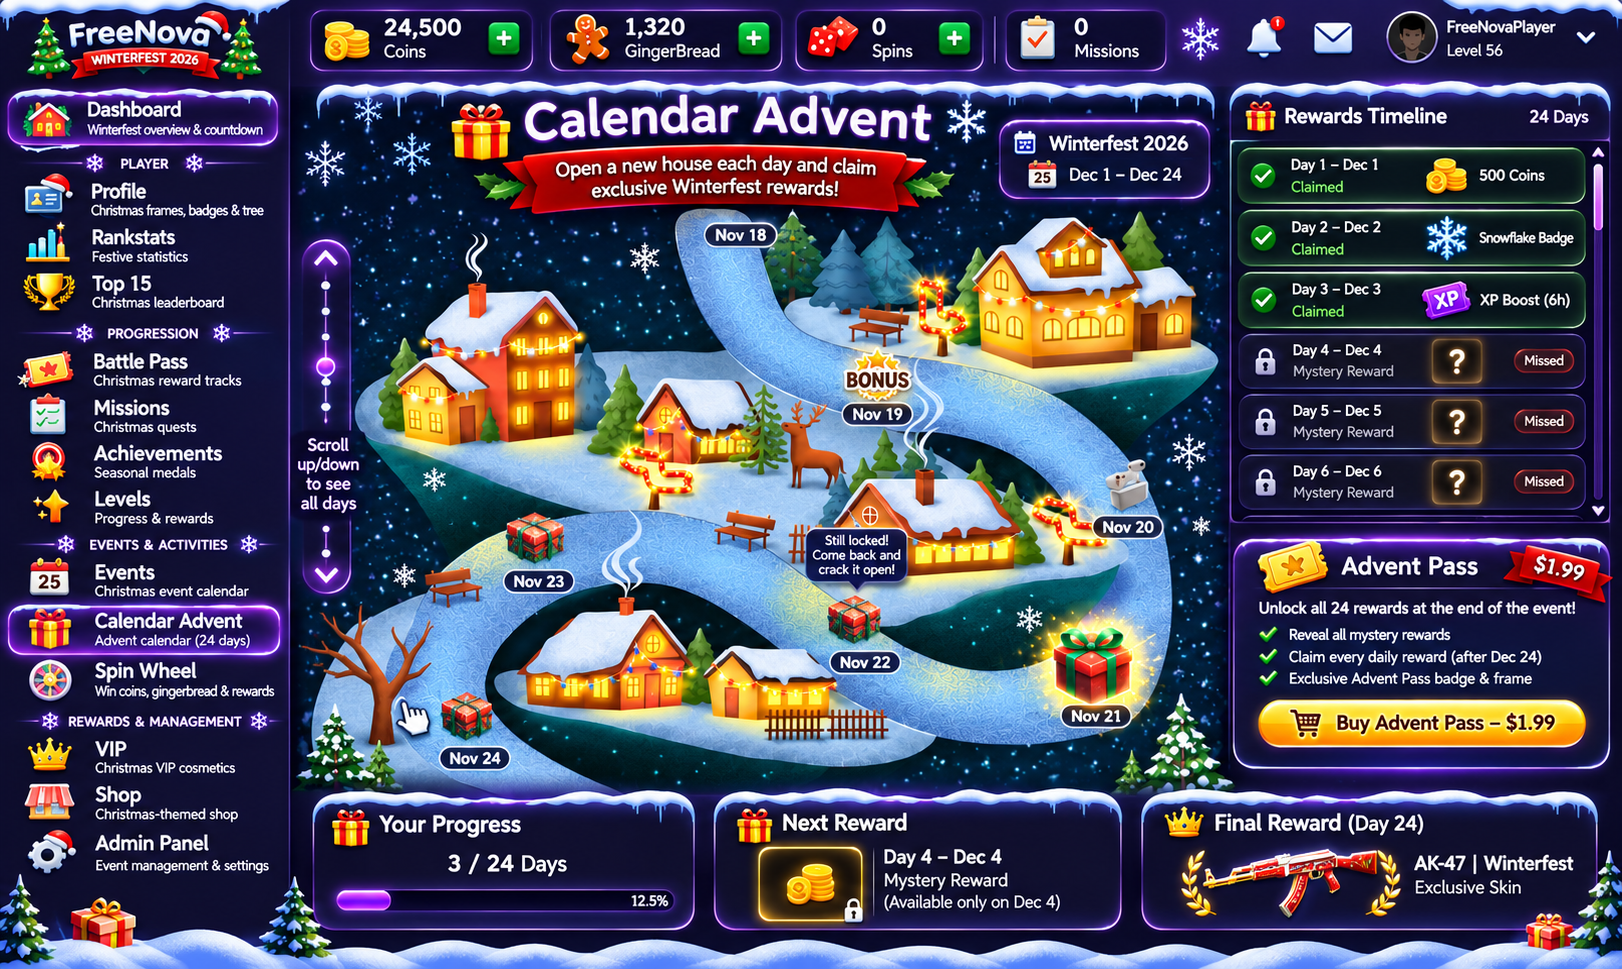 FreeNova
WINTERFEST 2026
24,500
Coins
1,320
GingerBread
0
Spins
0
Missions
1
FreeNovaPlayer
Level 56
Dashboard
Winterfest overview & countdown
PLAYER
Profile
Christmas frames, badges & tree
Rankstats
Festive statistics
Top 15
Christmas leaderboard
PROGRESSION
Battle Pass
Christmas reward tracks
Missions
Christmas quests
Achievements
Seasonal medals
Levels
Progress & rewards
EVENTS & ACTIVITIES
25
Events
Christmas event calendar
Calendar Advent
Advent calendar (24 days)
Spin Wheel
Win coins, gingerbread & rewards
REWARDS & MANAGEMENT
VIP
Christmas VIP cosmetics
Shop
Christmas-themed shop
Admin Panel
Event management & settings
Calendar Advent
Open a new house each day and claim
exclusive Winterfest rewards!
Winterfest 2026
25
Dec 1 – Dec 24
Scroll
up/down
to see
all days
Nov 18
BONUS
Nov 19
Nov 20
Still locked!
Come back and
crack it open!
Nov 23
Nov 22
Nov 21
Nov 24
Rewards Timeline
24 Days
Day 1 – Dec 1
Claimed
500 Coins
Day 2 – Dec 2
Claimed
Snowflake Badge
Day 3 – Dec 3
Claimed
XP
XP Boost (6h)
Day 4 – Dec 4
Mystery Reward
?
Missed
Day 5 – Dec 5
Mystery Reward
?
Missed
Day 6 – Dec 6
Mystery Reward
?
Missed
Advent Pass
$1.99
Unlock all 24 rewards at the end of the event!
Reveal all mystery rewards
Claim every daily reward (after Dec 24)
Exclusive Advent Pass badge & frame
Buy Advent Pass – $1.99
Your Progress
3 / 24 Days
12.5%
Next Reward
Day 4 – Dec 4
Mystery Reward
(Available only on Dec 4)
Final Reward (Day 24)
AK-47 | Winterfest
Exclusive Skin